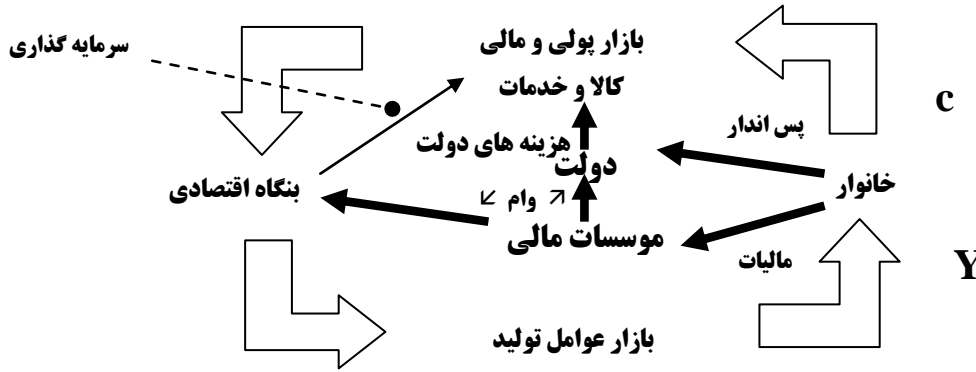 بازار پولی و مالی
سرمایه گذاری
کالا و خدمات
c
پس اندار
هزینه های دولت
دولت
خانوار
بنگاه اقتصادی
وام
موسسات مالی
مالیات
Y
بازار عوامل تولید